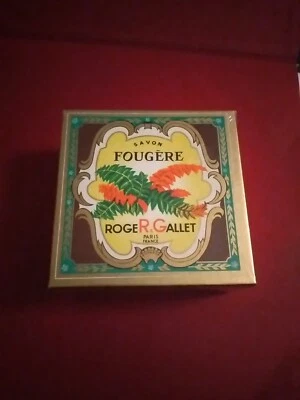 SAVON
FOUGÈRE
ROGER.GALLET
PARIS
FRANCE